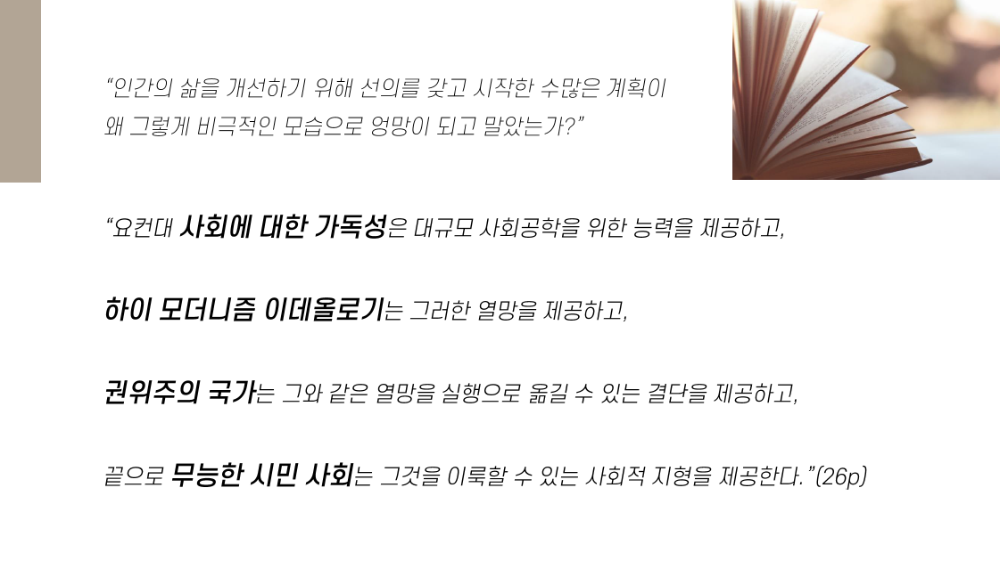 “인간의 삶을 개선하기 위해 선의를 갖고 시작한 수많은 계획이
왜 그렇게 비극적인 모습으로 엉망이 되고 말았는가?”
“요컨대 사회에 대한 가독성은 대규모 사회공학을 위한 능력을 제공하고,
하이 모더니즘 이데올로기는 그러한 열망을 제공하고,
권위주의 국가는 그와 같은 열망을 실행으로 옮길 수 있는 결단을 제공하고,
끝으로 무능한 시민 사회는 그것을 이룩할 수 있는 사회적 지형을 제공한다.”(26p)